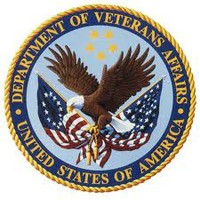 DEPARTMENT OF VETERANS AFFAIRS
UNITED STATES OF AMERICA